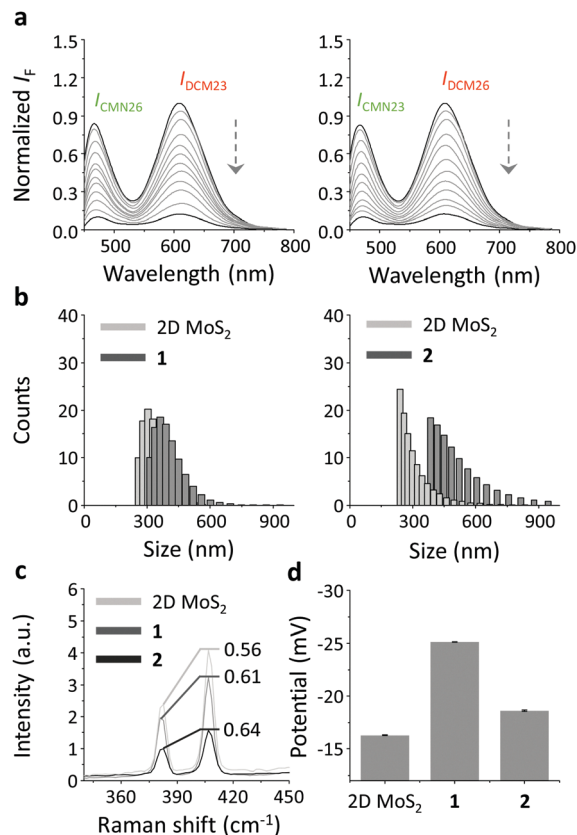 a
1.5
1.2
0.9
0.6
0.3
0.0
Normalized I_F
I_CMN26
I_DCM23
500 600 700 800
Wavelength (nm)
1.5
1.2
0.9
0.6
0.3
0.0
I_CMN23
I_DCM26
500 600 700 800
Wavelength (nm)
b
40
30
20
10
0
Counts
2D MoS2
1
0 300 600 900
Size (nm)
40
30
20
10
0
2D MoS2
2
0 300 600 900
Size (nm)
c
6
5
4
3
2
1
0
Intensity (a.u.)
2D MoS2
1
2
0.56
0.61
0.64
360 390 420 450
Raman shift (cm-1)
d
-30
-25
-20
-15
Potential (mV)
2D MoS2 1 2